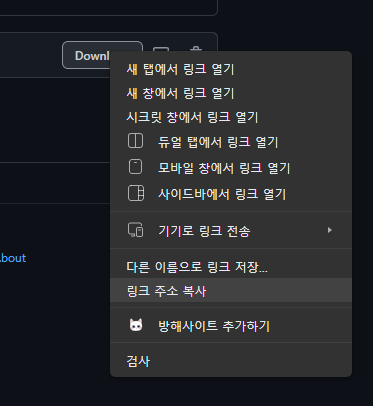 Downl
새 탭에서 링크 열기
새 창에서 링크 열기
시크릿 창에서 링크 열기
듀얼 탭에서 링크 열기
모바일 창에서 링크 열기
사이드바에서 링크 열기
기기로 링크 전송
About
다른 이름으로 링크 저장...
링크 주소 복사
방해사이트 추가하기
검사